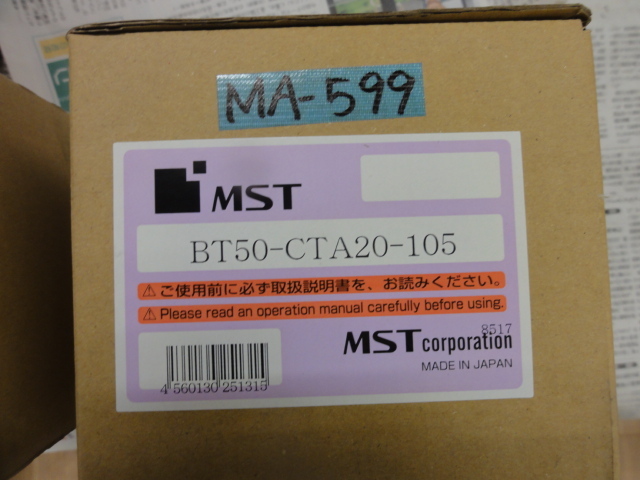 MA-599
MST
BT50-CTA20-105
⚠ご使用前に必ず取扱説明書を、お読みください。
⚠Please read an operation manual carefully before using.
8517
MST corporation
MADE IN JAPAN
4 560130 251315